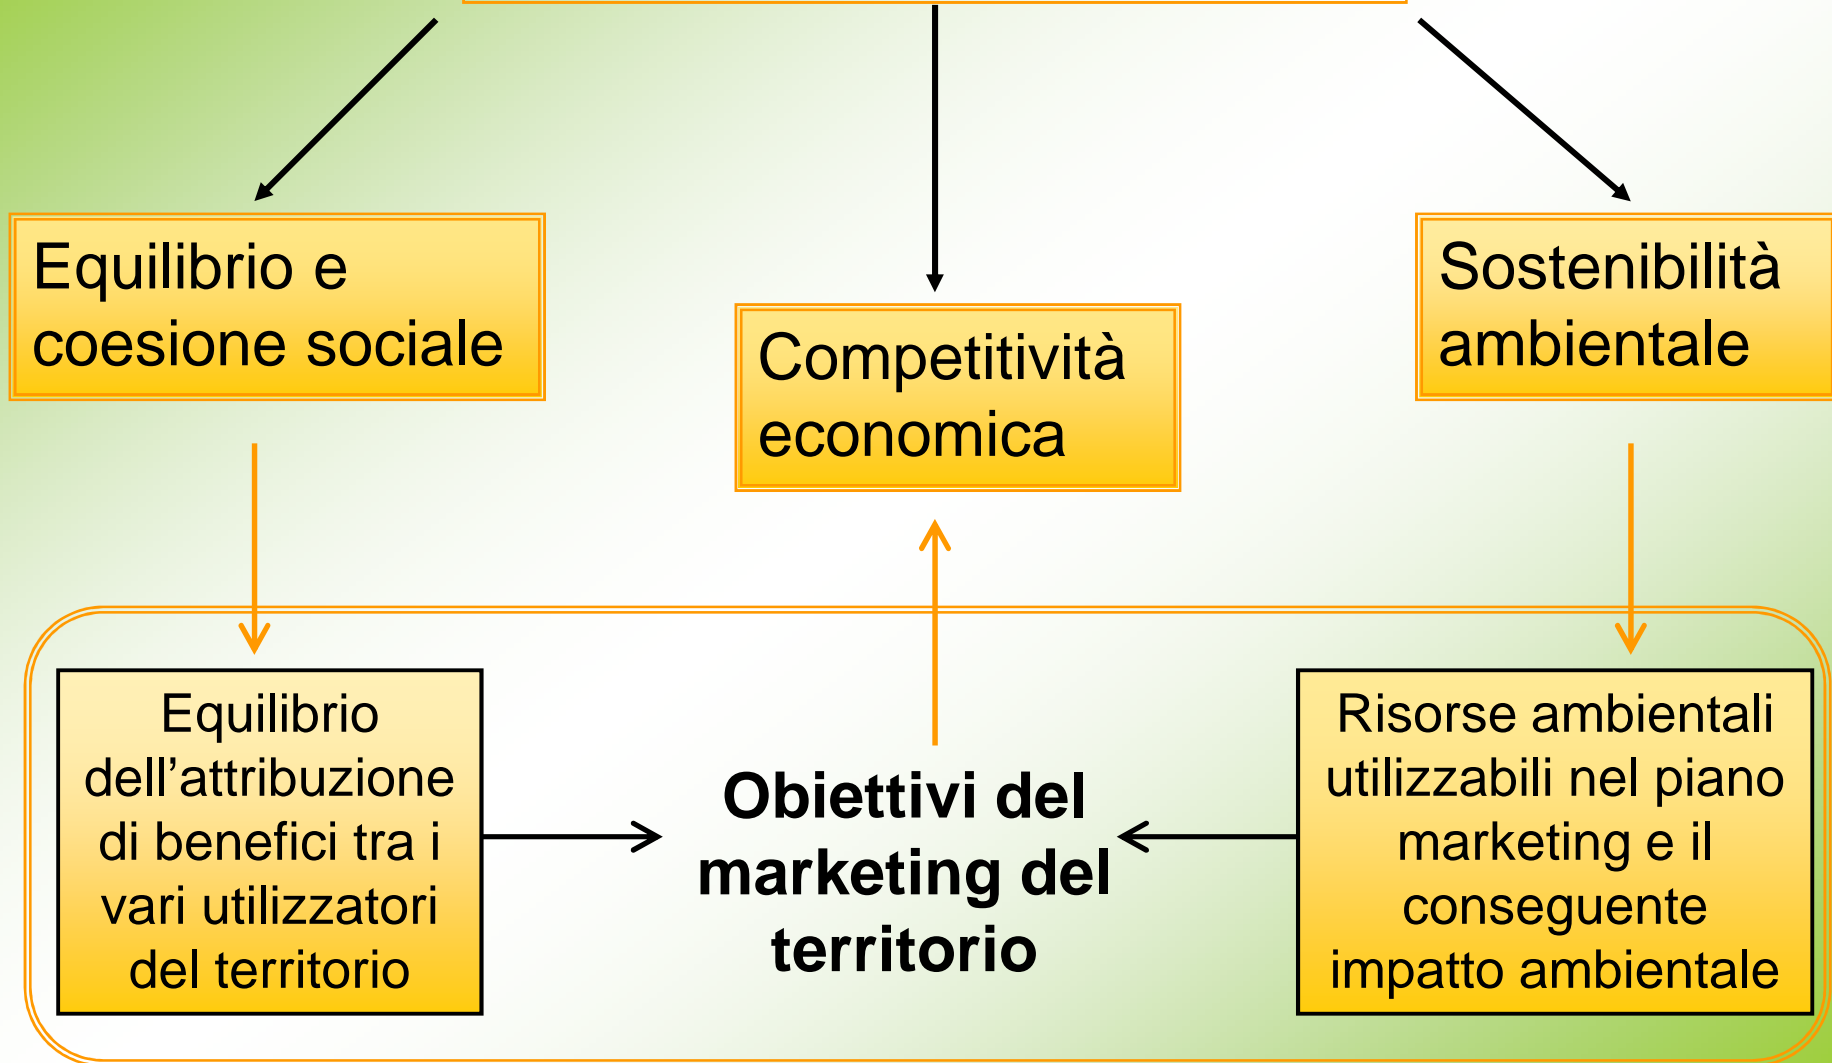 Equilibrio e
coesione sociale
Competitività
economica
Sostenibilità
ambientale
Equilibrio
dell’attribuzione
di benefici tra i
vari utilizzatori
del territorio
Obiettivi del
marketing del
territorio
Risorse ambientali
utilizzabili nel piano
marketing e il
conseguente
impatto ambientale